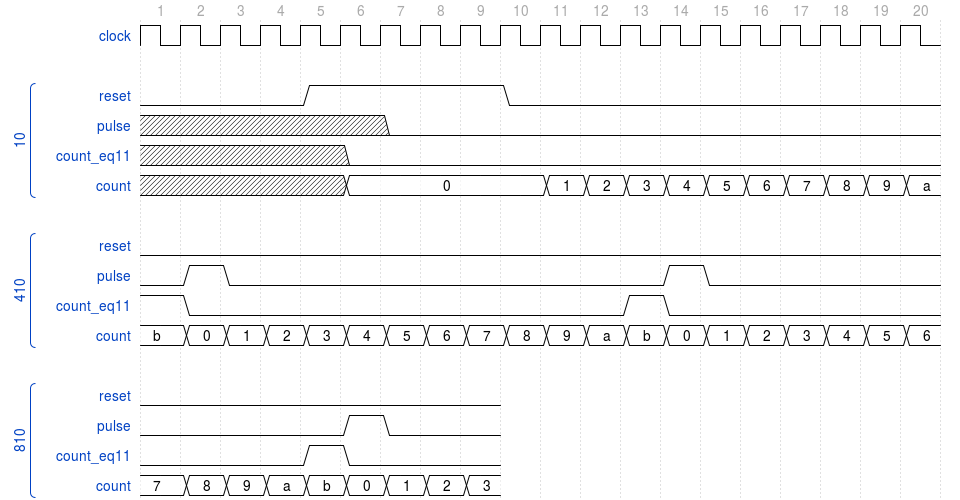 1 2 3 4 5 6 7 8 9 10 11 12 13 14 15 16 17 18 19 20
clock
10
reset
pulse
count_eq11
count 0 1 2 3 4 5 6 7 8 9 a
410
reset
pulse
count_eq11
count b 0 1 2 3 4 5 6 7 8 9 a b 0 1 2 3 4 5 6
810
reset
pulse
count_eq11
count 7 8 9 a b 0 1 2 3